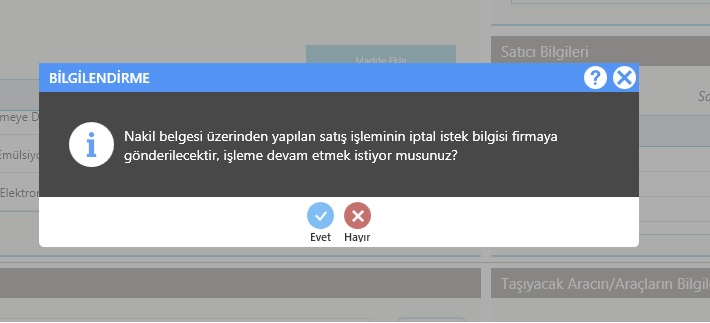 Madde Ekle
Satıcı Bilgileri
BİLGİLENDİRME
?
meye D
Nakil belgesi üzerinden yapılan satış işleminin iptal istek bilgisi firmaya
gönderilecektir, işleme devam etmek istiyor musunuz?
Emülsiyo
Elektron
Evet Hayır
Taşıyacak Aracın/Araçların Bilgil